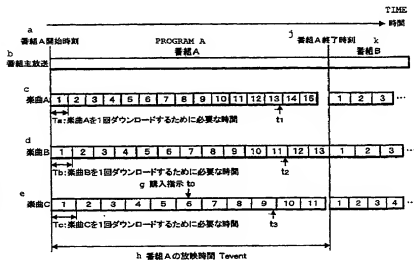 TIME
時間
a
番組A開始時刻
PROGRAM A
番組A
j
番組A終了時刻
k
番組B
b
番組主放送
c
楽曲A
1 2 3 4 5 6 7 8 9 10 11 12 13 14 15 1 2 3 ...
Ta:楽曲Aを1回ダウンロードするために必要な時間
t1
d
楽曲B
1 2 3 4 5 6 7 8 9 10 11 12 13 1 2 3
Tb:楽曲Bを1回ダウンロードするために必要な時間
t2
g 購入指示 t0
e
楽曲C
1 2 3 4 5 6 7 8 9 10 11 1 2 3 4
Tc:楽曲Cを1回ダウンロードするために必要な時間
t3
h 番組Aの放映時間 Tevent